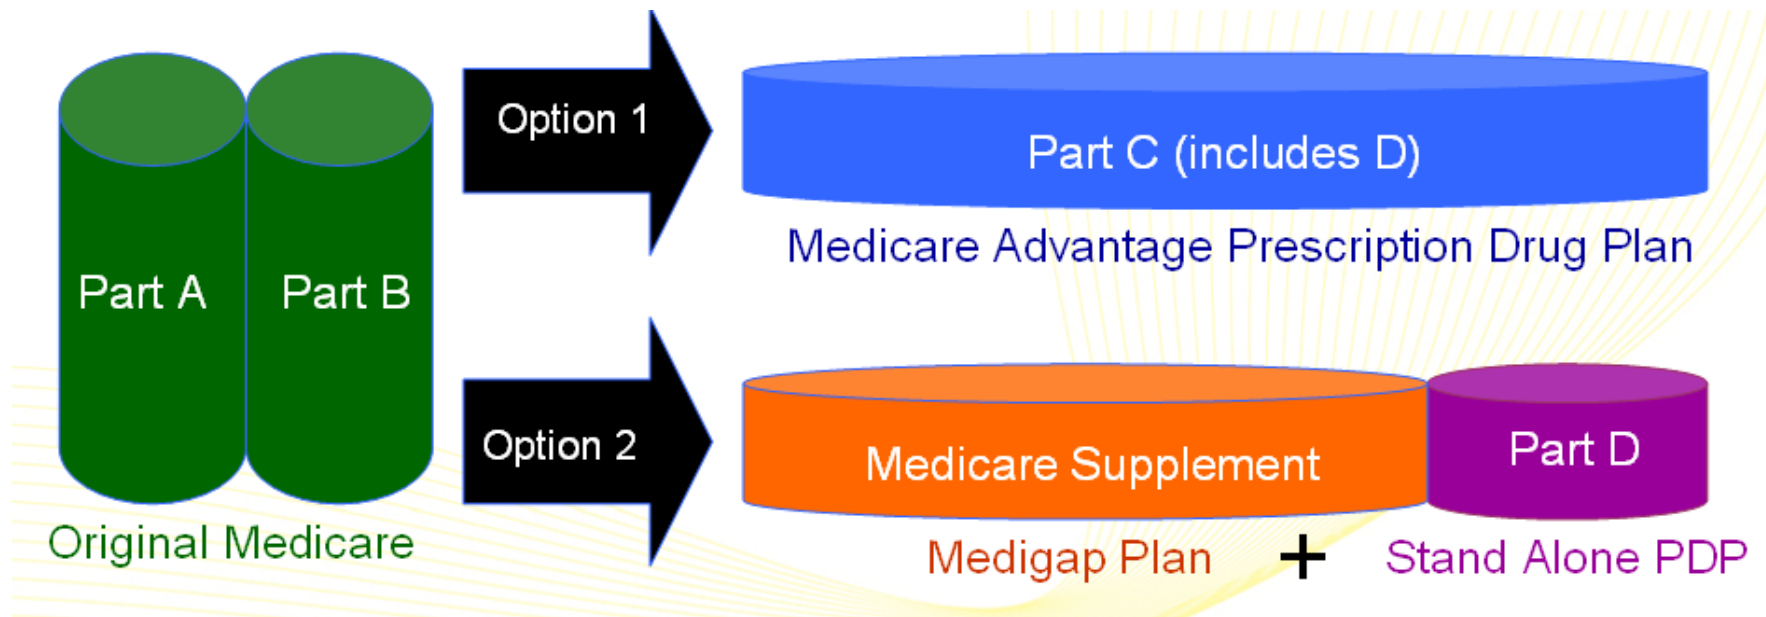 Part A
Part B
Original Medicare
Option 1
Part C (includes D)
Medicare Advantage Prescription Drug Plan
Option 2
Medicare Supplement
Part D
Medigap Plan + Stand Alone PDP